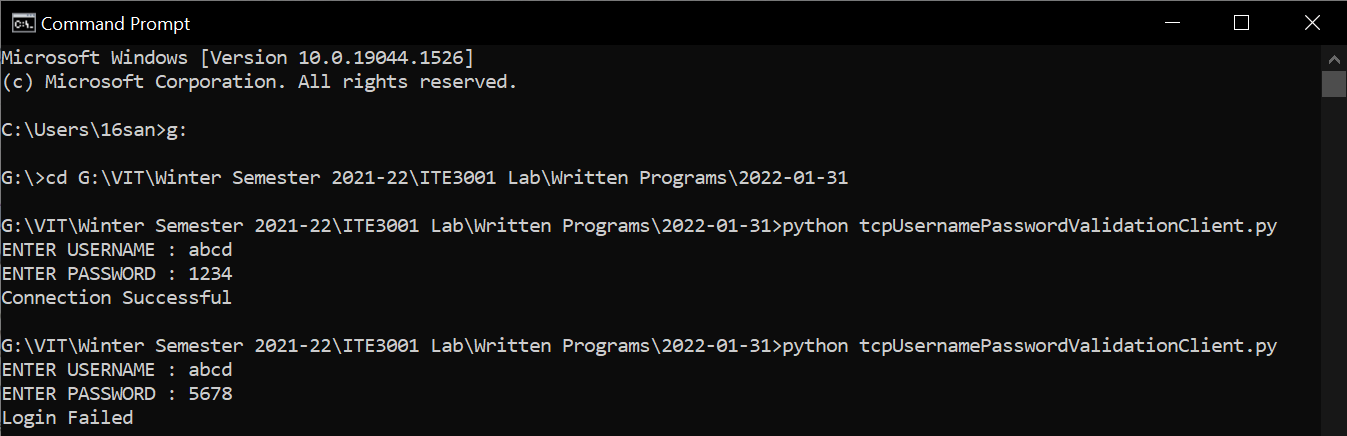 Command Prompt
Microsoft Windows [Version 10.0.19044.1526]
(c) Microsoft Corporation. All rights reserved.
C:\Users\16san>g:
G:\>cd G:\VIT\Winter Semester 2021-22\ITE3001 Lab\Written Programs\2022-01-31
G:\VIT\Winter Semester 2021-22\ITE3001 Lab\Written Programs\2022-01-31>python tcpUsernamePasswordValidationClient.py
ENTER USERNAME : abcd
ENTER PASSWORD : 1234
Connection Successful
G:\VIT\Winter Semester 2021-22\ITE3001 Lab\Written Programs\2022-01-31>python tcpUsernamePasswordValidationClient.py
ENTER USERNAME : abcd
ENTER PASSWORD : 5678
Login Failed